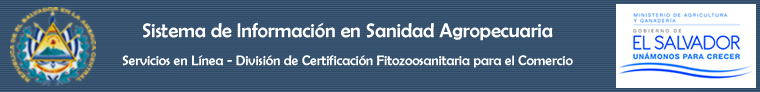 Sistema de Información en Sanidad Agropecuaria
Servicios en Línea - División de Certificación Fitozoosanitaria para el Comercio
MINISTERIO DE AGRICULTURA
Y GANADERÍA
GOBIERNO DE
EL SALVADOR
UNÁMONOS PARA CRECER